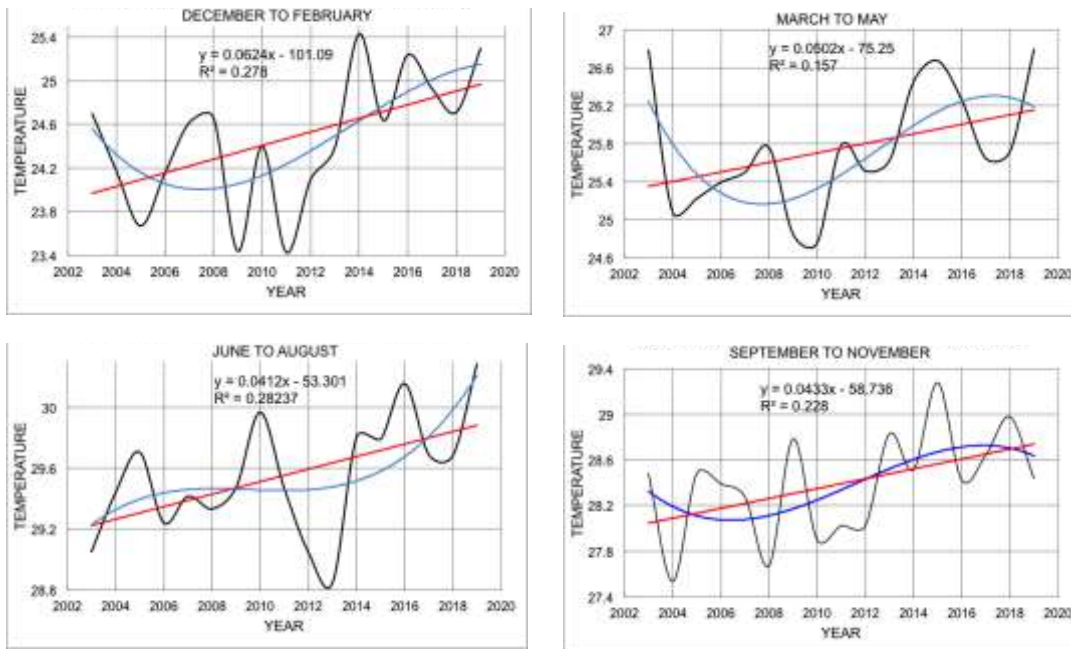 DECEMBER TO FEBRUARY
y = 0.0624x - 101.09
R² = 0.278
TEMPERATURE
25.4
25
24.6
24.2
23.8
23.4
2002 2004 2006 2008 2010 2012 2014 2016 2018 2020
YEAR
MARCH TO MAY
y = 0.0502x - 75.25
R² = 0.157
TEMPERATURE
27
26.6
26.2
25.8
25.4
25
24.6
2002 2004 2006 2008 2010 2012 2014 2016 2018 2020
YEAR
JUNE TO AUGUST
y = 0.0412x - 53.301
R² = 0.28237
TEMPERATURE
30
29.6
29.2
28.8
2002 2004 2006 2008 2010 2012 2014 2016 2018 2020
YEAR
SEPTEMBER TO NOVEMBER
y = 0.0433x - 58.736
R² = 0.228
TEMPERATURE
29.4
29
28.6
28.2
27.8
27.4
2002 2004 2006 2008 2010 2012 2014 2016 2018 2020
YEAR